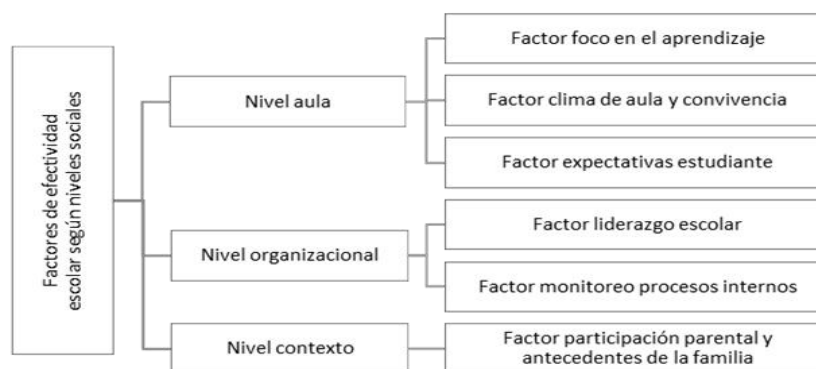 Factores de efectividad
escolar según niveles sociales
Nivel aula
Factor foco en el aprendizaje
Factor clima de aula y convivencia
Factor expectativas estudiante
Nivel organizacional
Factor liderazgo escolar
Factor monitoreo procesos internos
Nivel contexto
Factor participación parental y
antecedentes de la familia